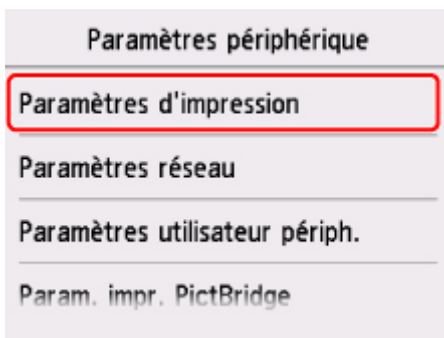 Paramètres périphérique
Paramètres d'impression
Paramètres réseau
Paramètres utilisateur périph.
Param. impr. PictBridge